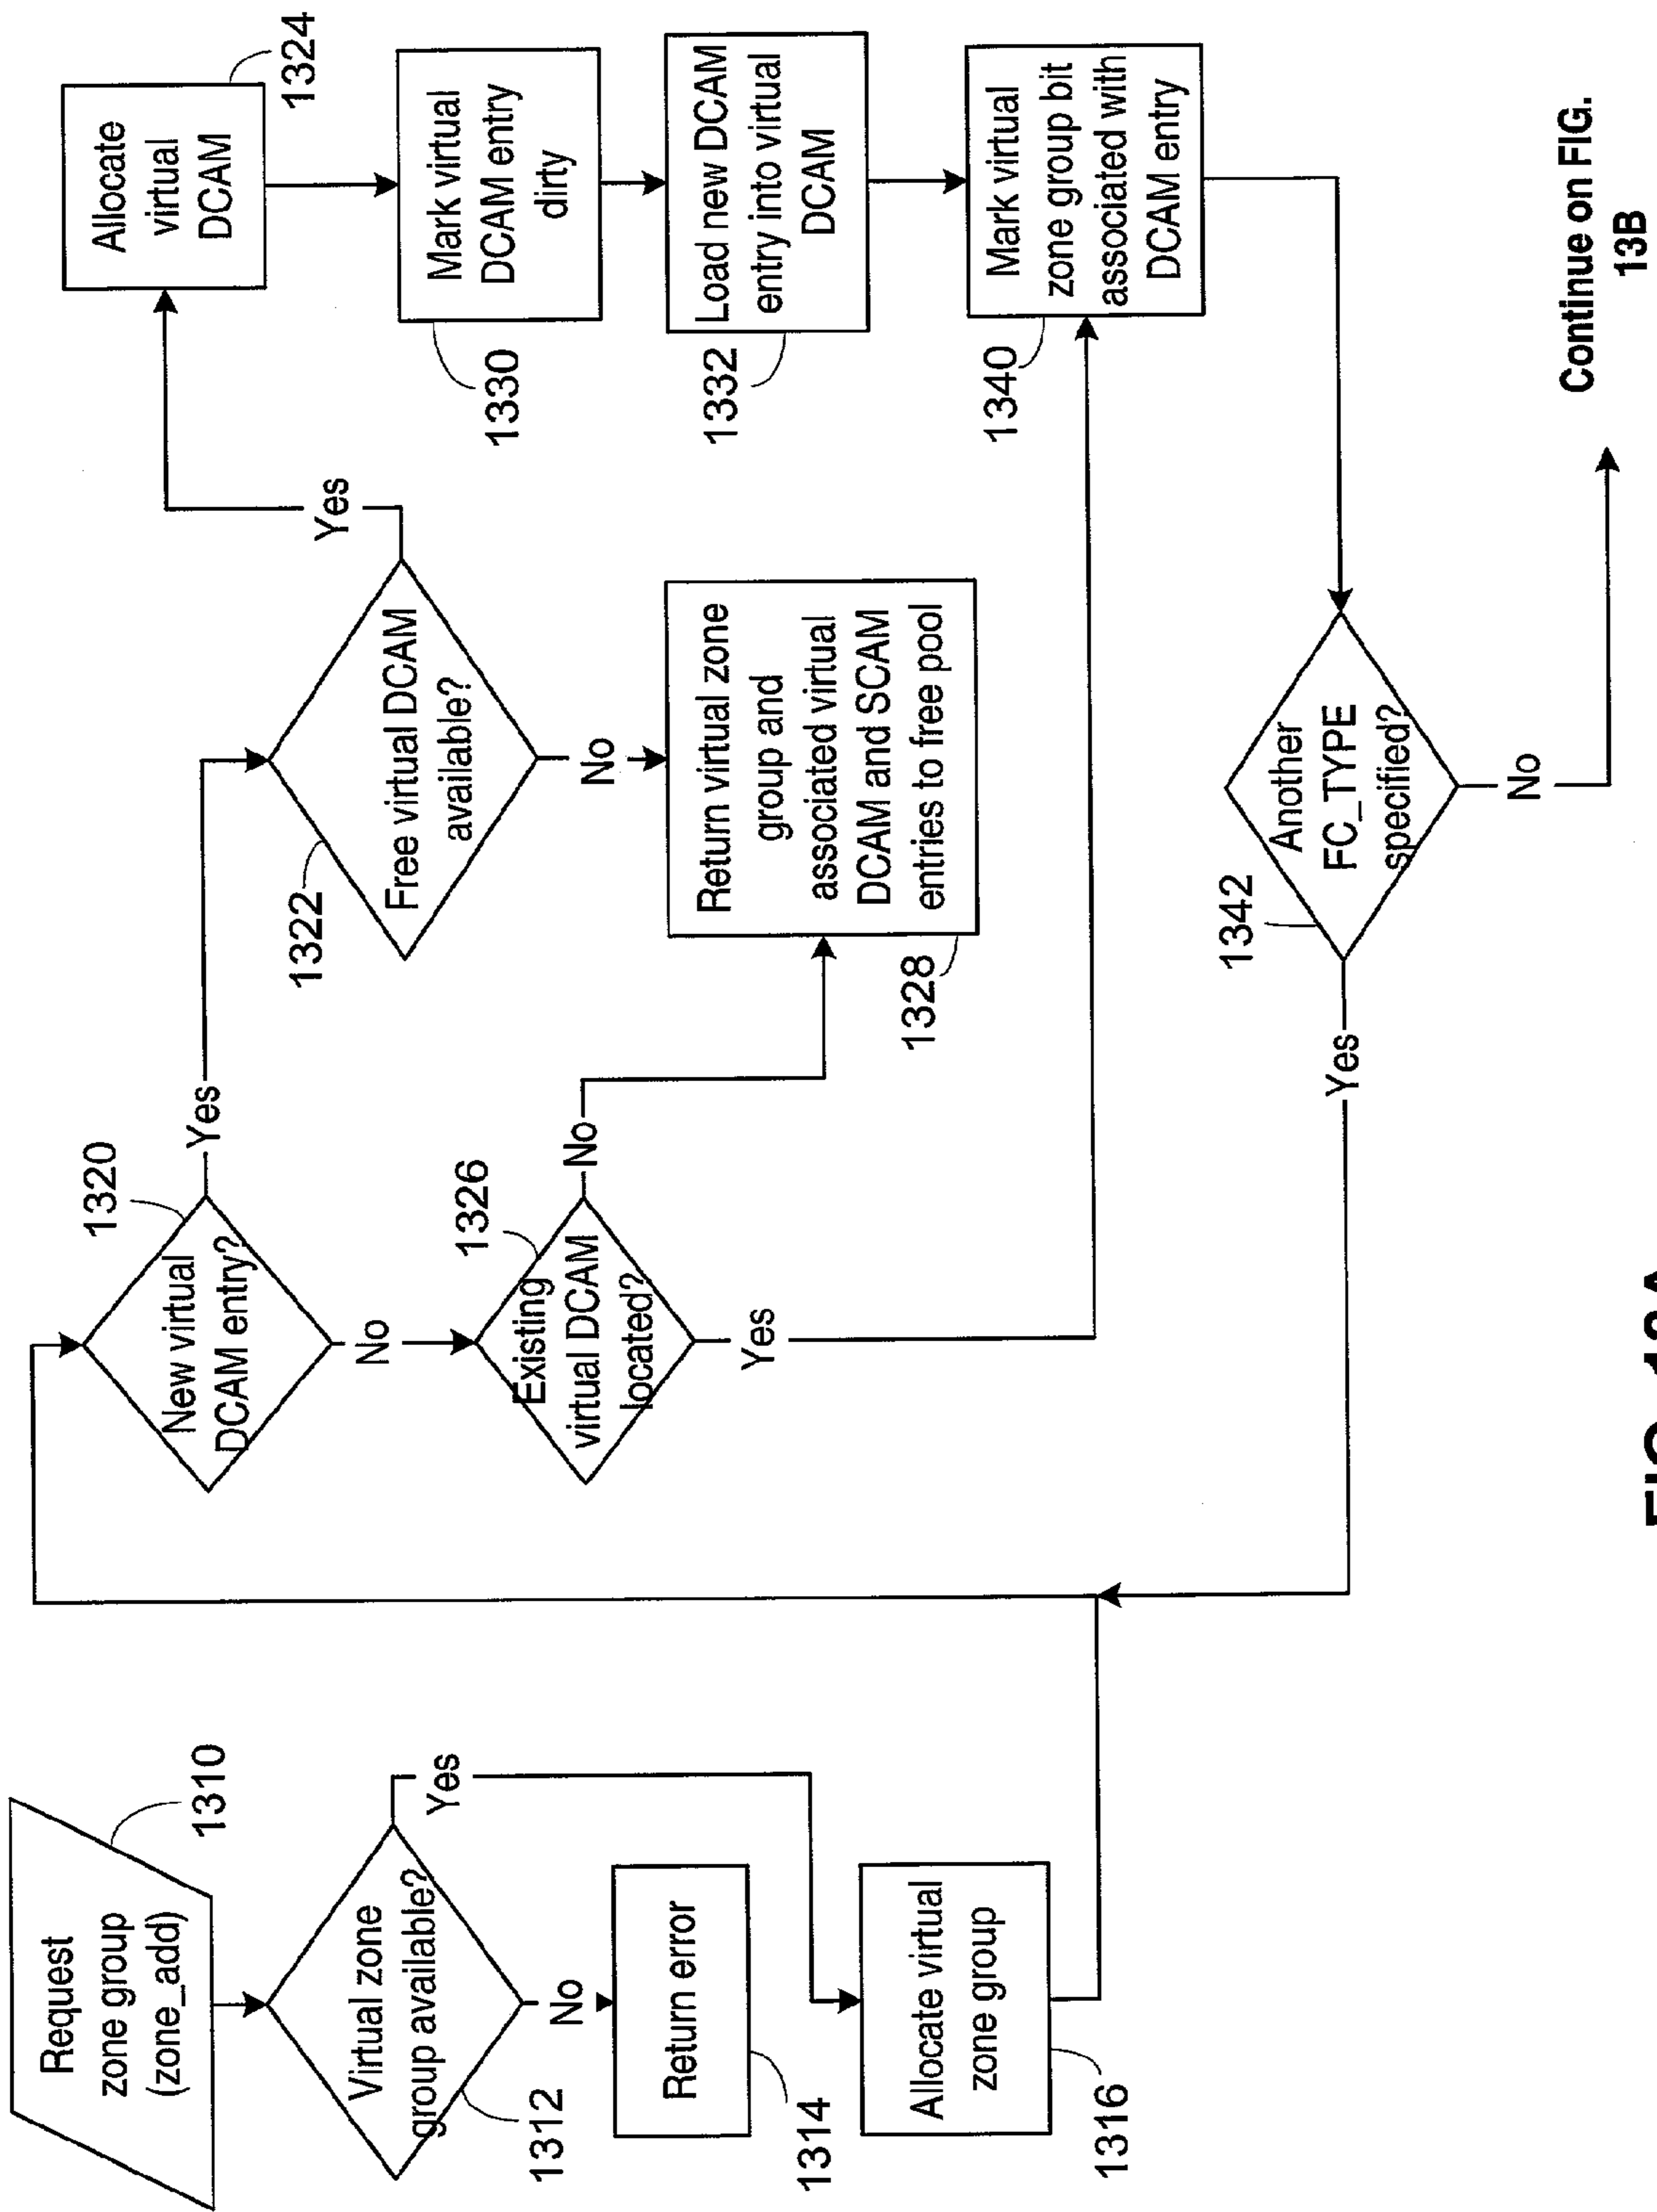 Request
zone group
(zone_add)
1310
Virtual zone
group available?
1312
Yes
No
Return error
1314
Allocate virtual
zone group
1316
New virtual
DCAM entry?
1320
Yes
No
Existing
virtual DCAM
located?
1326
No
Yes
Free virtual DCAM
available?
1322
Yes
No
Return virtual zone
group and
associated virtual
DCAM and SCAM
entries to free pool
1328
Allocate
virtual
DCAM
1324
Mark virtual
DCAM entry
dirty
1330
Load new DCAM
entry into virtual
DCAM
1332
Mark virtual
zone group bit
associated with
DCAM entry
1340
Another
FC_TYPE
specified?
1342
Yes
No
Continue on FIG.
13B